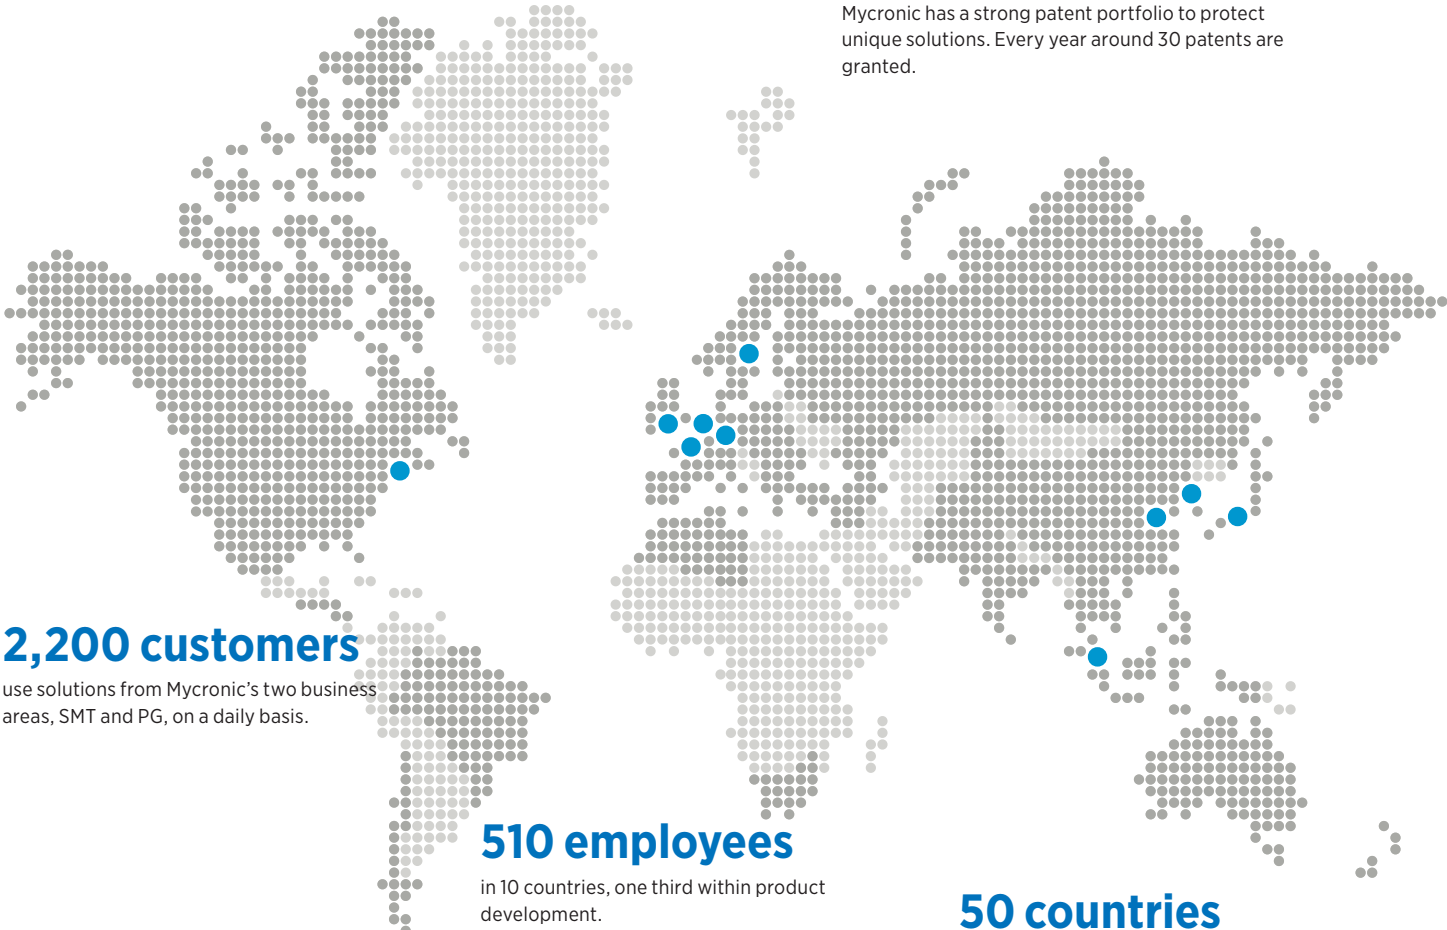 Mycronic has a strong patent portfolio to protect
unique solutions. Every year around 30 patents are
granted.
2,200 customers
use solutions from Mycronic’s two business
areas, SMT and PG, on a daily basis.
510 employees
in 10 countries, one third within product
development.
50 countries